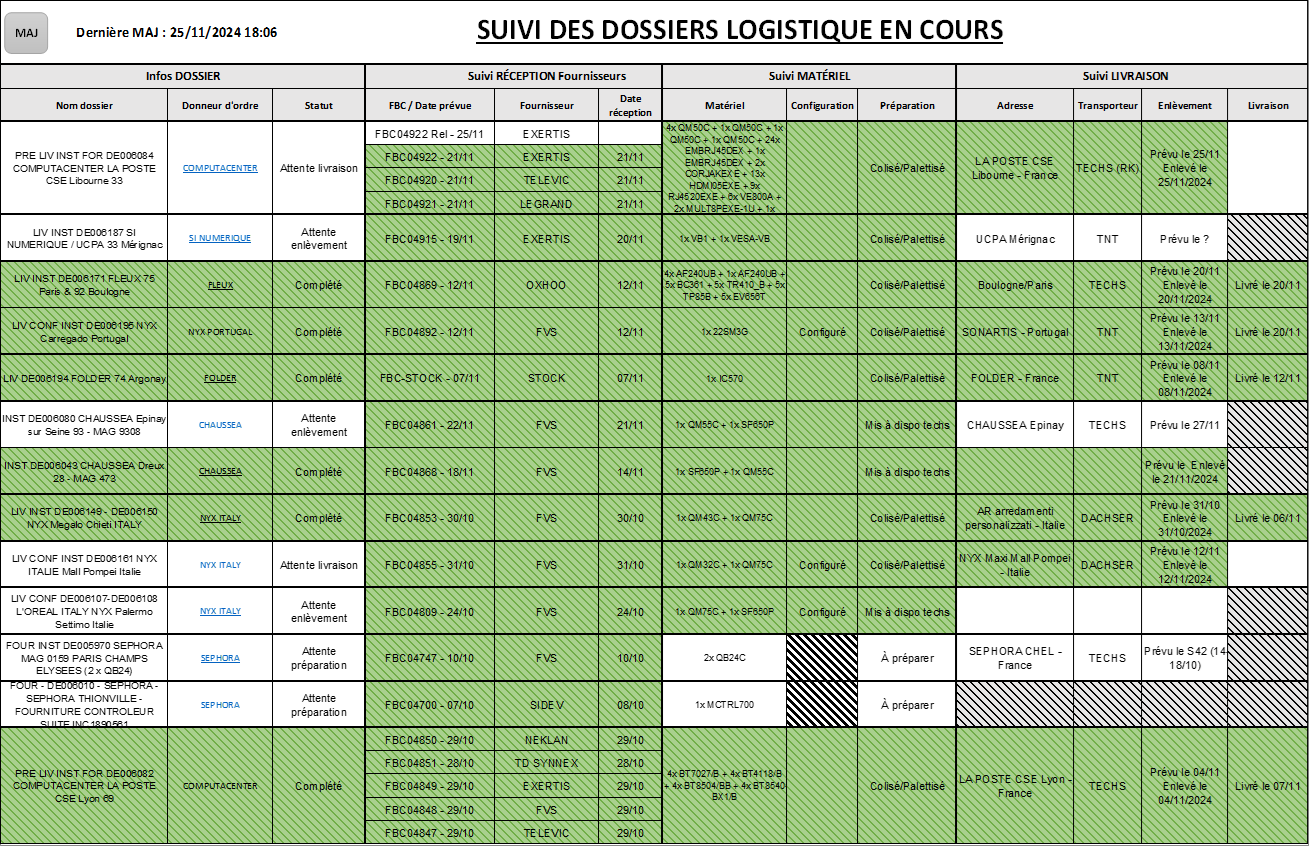 MAJ
Dernière MAJ : 25/11/2024 18:06
SUIVI DES DOSSIERS LOGISTIQUE EN COURS
Infos DOSSIER
Suivi RÉCEPTION Fournisseurs
Suivi MATÉRIEL
Suivi LIVRAISON
Nom dossier
Donneur d'ordre
Statut
FBC / Date prévue
Fournisseur
Date
réception
Matériel
Configuration
Préparation
Adresse
Transporteur
Enlèvement
Livraison
PRE LIV INST FOR DE006084
COMPUTACENTER LA POSTE
CSE Libourne 33
COMPUTACENTER
Attente livraison
FBC04922 Rel - 25/11
EXERTIS
FBC04922 - 21/11
EXERTIS
21/11
FBC04920 - 21/11
TELEVIC
21/11
FBC04921 - 21/11
LEGRAND
21/11
4x QM50C + 1x QM50C + 1x
QM50C + 1x QM50C + 24x
EMBRJ45DEX + 1x
EMBRJ45DEX + 2x
CORJAKEXE + 13x
HDMI05EXE + 9x
RJ4520EXE + 6x VE800A +
2x MULT8PEXE-1U + 1x
Colisé/Palettisé
LA POSTE CSE
Libourne - France
TECHS (RK)
Prévu le 25/11
Enlevé le
25/11/2024
LIV INST DE006187 SI
NUMERIQUE / UCPA 33 Mérignac
SI NUMERIQUE
Attente
enlèvement
FBC04915 - 19/11
EXERTIS
20/11
1x VB1 + 1x VESA-VB
Colisé/Palettisé
UCPA Mérignac
TNT
Prévu le ?
LIV INST DE006171 FLEUX 75
Paris & 92 Boulogne
FLEUX
Complété
FBC04869 - 12/11
OXHOO
12/11
4x AF240UB + 1x AF240UB +
5x BC361 + 5x TR410_B + 5x
TP85B + 5x EV656T
Colisé/Palettisé
Boulogne/Paris
TECHS
Prévu le 20/11
Enlevé le
20/11/2024
Livré le 20/11
LIV CONF INST DE006195 NYX
Carregado Portugal
NYX PORTUGAL
Complété
FBC04892 - 12/11
FVS
12/11
1x 22SM3G
Configuré
Colisé/Palettisé
SONARTIS - Portugal
TNT
Prévu le 13/11
Enlevé le
13/11/2024
Livré le 20/11
LIV DE006194 FOLDER 74 Argonay
FOLDER
Complété
FBC-STOCK - 07/11
STOCK
07/11
1x IC570
Colisé/Palettisé
FOLDER - France
TNT
Prévu le 08/11
Enlevé le
08/11/2024
Livré le 12/11
INST DE006080 CHAUSSEA Epinay
sur Seine 93 - MAG 9308
CHAUSSEA
Attente
enlèvement
FBC04861 - 22/11
FVS
21/11
1x QM55C + 1x SF650P
Mis à dispo techs
CHAUSSEA Epinay
TECHS
Prévu le 27/11
INST DE006043 CHAUSSEA Dreux
28 - MAG 473
CHAUSSEA
Complété
FBC04868 - 18/11
FVS
14/11
1x SF650P + 1x QM55C
Mis à dispo techs
Prévu le Enlevé
le 21/11/2024
LIV INST DE006149 - DE006150
NYX Megalo Chieti ITALY
NYX ITALY
Complété
FBC04853 - 30/10
FVS
30/10
1x QM43C + 1x QM75C
Colisé/Palettisé
AR arredamenti
personalizzati - Italie
DACHSER
Prévu le 31/10
Enlevé le
31/10/2024
Livré le 06/11
LIV CONF INST DE006161 NYX
ITALIE Mall Pompei Italie
NYX ITALY
Attente livraison
FBC04855 - 31/10
FVS
31/10
1x QM32C + 1x QM75C
Configuré
Colisé/Palettisé
NYX Maxi Mall Pompei
- Italie
DACHSER
Prévu le 12/11
Enlevé le
12/11/2024
LIV CONF DE006107-DE006108
L'OREAL ITALY NYX Palermo
Settimo Italie
NYX ITALY
Attente
enlèvement
FBC04809 - 24/10
FVS
24/10
1x QM75C + 1x SF650P
Configuré
Mis à dispo techs
FOUR INST DE005970 SEPHORA
MAG 0159 PARIS CHAMPS
ELYSEES (2 x QB24)
SEPHORA
Attente
préparation
FBC04747 - 10/10
FVS
10/10
2x QB24C
À préparer
SEPHORA CHEL -
France
TECHS
Prévu le S42 (14-
18/10)
FOUR - DE006010 - SEPHORA -
SEPHORA THIONVILLE -
FOURNITURE CONTROLEUR
SUITE INC1890561
SEPHORA
Attente
préparation
FBC04700 - 07/10
SIDEV
08/10
1x MCTRL700
À préparer
PRE LIV INST FOR DE006082
COMPUTACENTER LA POSTE
CSE Lyon 69
COMPUTACENTER
Complété
FBC04850 - 29/10
NEKLAN
29/10
FBC04851 - 28/10
TD SYNNEX
28/10
FBC04849 - 29/10
EXERTIS
29/10
FBC04848 - 29/10
FVS
29/10
FBC04847 - 29/10
TELEVIC
29/10
4x BT7027/B + 4x BT4118/B
+ 4x BT8504/BB + 4x BT8540
BX1/B
Colisé/Palettisé
LA POSTE CSE Lyon -
France
TECHS
Prévu le 04/11
Enlevé le
04/11/2024
Livré le 07/11